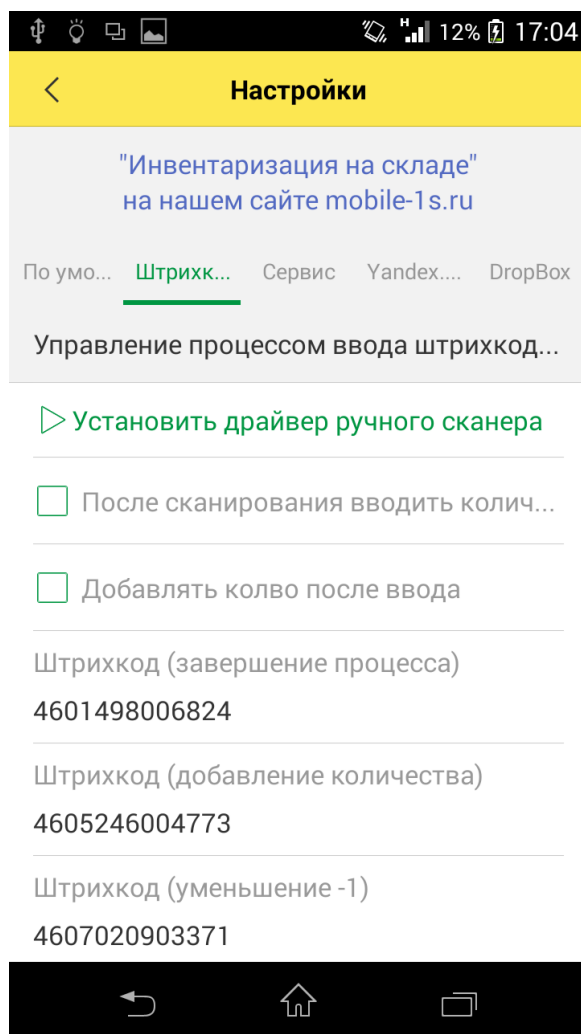 H 12% 17:04
Настройки
"Инвентаризация на складе"
на нашем сайте mobile-1s.ru
По умо... Штрихк... Сервис Yandex.... DropBox
Управление процессом ввода штрихкод...
Установить драйвер ручного сканера
После сканирования вводить колич...
Добавлять колво после ввода
Штрихкод (завершение процесса)
4601498006824
Штрихкод (добавление количества)
4605246004773
Штрихкод (уменьшение -1)
4607020903371